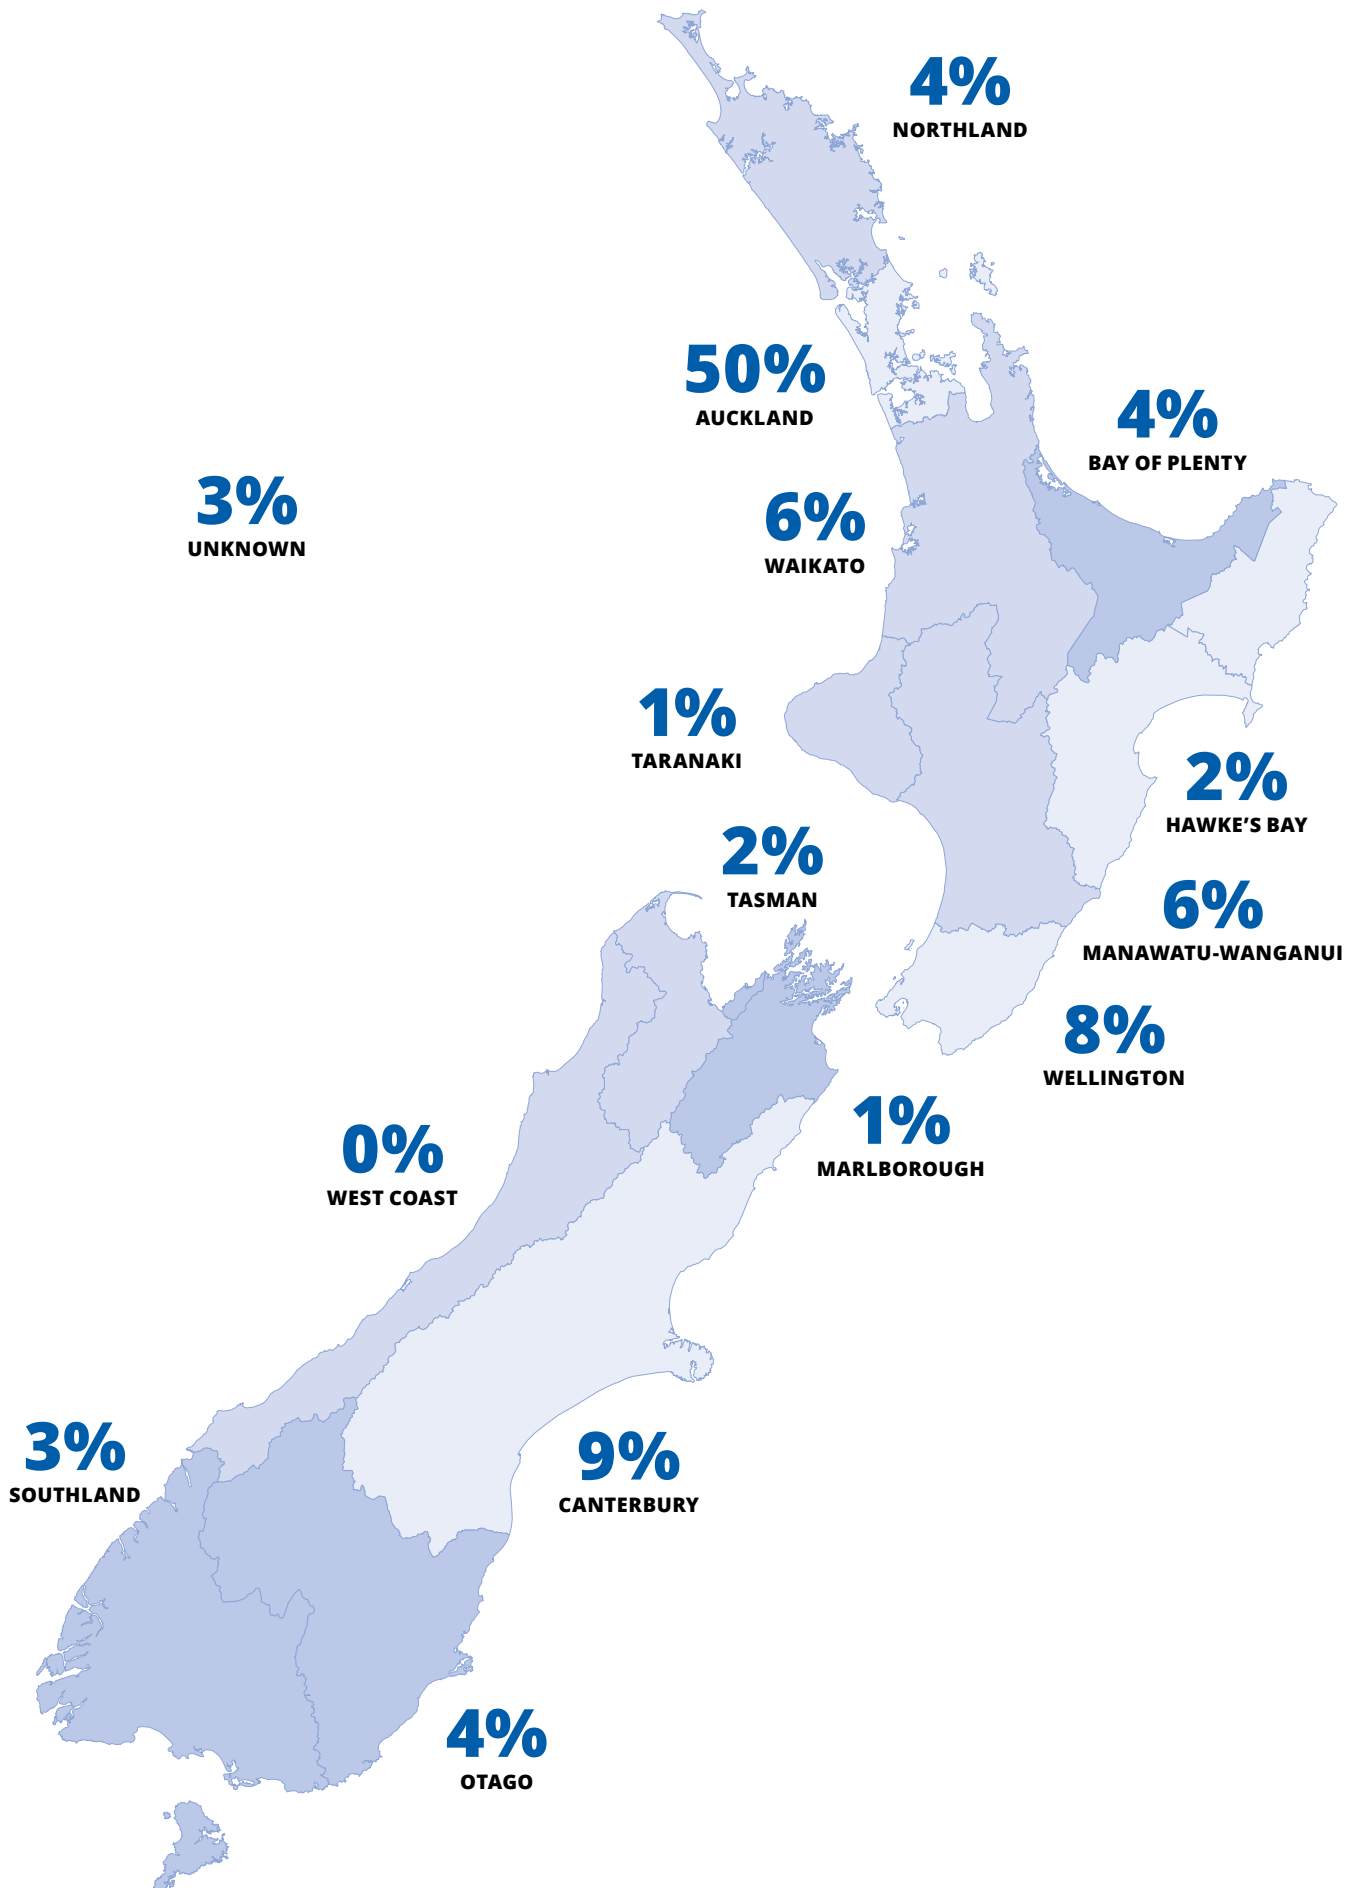 4%
NORTHLAND
50%
AUCKLAND
4%
BAY OF PLENTY
3%
UNKNOWN
6%
WAIKATO
1%
TARANAKI
2%
HAWKE'S BAY
2%
TASMAN
6%
MANAWATU-WANGANUI
8%
WELLINGTON
1%
MARLBOROUGH
0%
WEST COAST
3%
SOUTHLAND
9%
CANTERBURY
4%
OTAGO